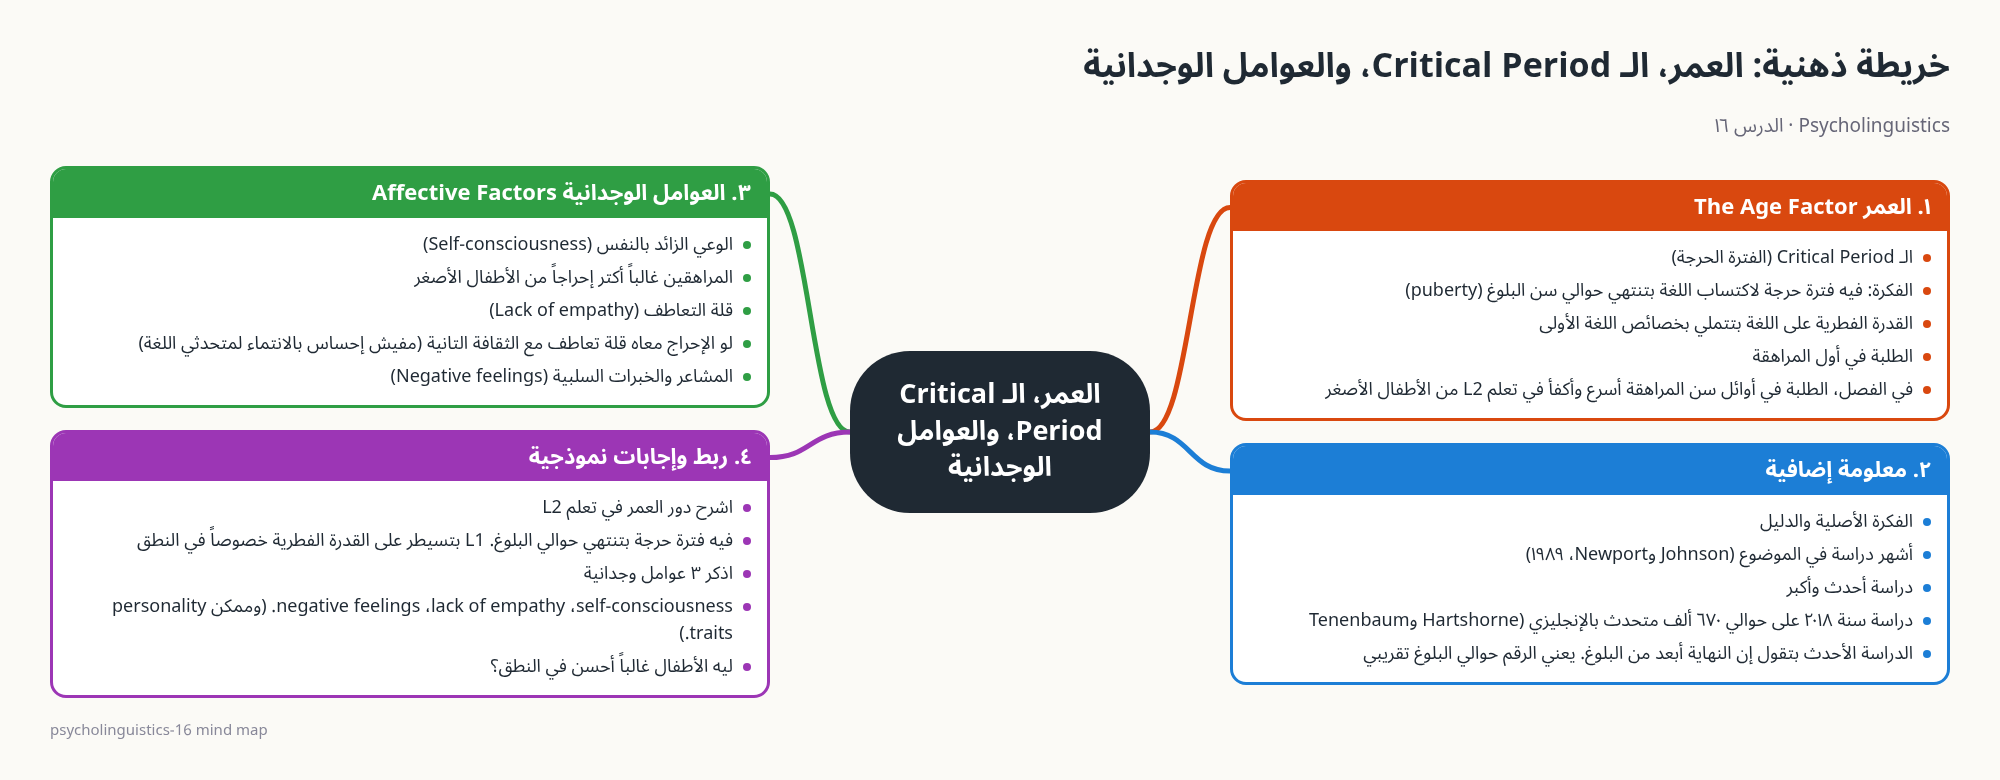 خريطة ذهنية: العمر، الـ Critical Period، والعوامل الوجدانية
Psycholinguistics · الدرس ١٦
١. العمر The Age Factor
الـ Critical Period (الفترة الحرجة)
الفكرة: فيه فترة حرجة لاكتساب اللغة بتنتهي حوالي سن البلوغ (puberty)
القدرة الفطرية على اللغة بتتملي بخصائص اللغة الأولى
الطلبة في أول المراهقة
في الفصل، الطلبة في أوائل سن المراهقة أسرع وأكفأ في تعلم L2 من الأطفال الأصغر
٢. معلومة إضافية
الفكرة الأصلية والدليل
أشهر دراسة في الموضوع (Johnson وNewport، ١٩٨٩)
دراسة أحدث وأكبر
دراسة سنة ٢٠١٨ على حوالي ٦٧٠ ألف متحدث بالإنجليزي (Hartshorne وTenenbaum
الدراسة الأحدث بتقول إن النهاية أبعد من البلوغ. يعني الرقم حوالي البلوغ تقريبي
العمر، الـ Critical
Period، والعوامل
الوجدانية
٣. العوامل الوجدانية Affective Factors
الوعي الزائد بالنفس (Self-consciousness)
المراهقين غالباً أكتر إحراجاً من الأطفال الأصغر
قلة التعاطف (Lack of empathy)
لو الإحراج معاه قلة تعاطف مع الثقافة التانية (مفيش إحساس بالانتماء لمتحدثي اللغة)
المشاعر والخبرات السلبية (Negative feelings)
٤. ربط وإجابات نموذجية
اشرح دور العمر في تعلم L2
فيه فترة حرجة بتنتهي حوالي البلوغ. L1 بتسيطر على القدرة الفطرية خصوصاً في النطق
اذكر ٣ عوامل وجدانية
self-consciousness، lack of empathy، negative feelings. (وممكن personality
traits.)
ليه الأطفال غالباً أحسن في النطق؟
psycholinguistics-16 mind map